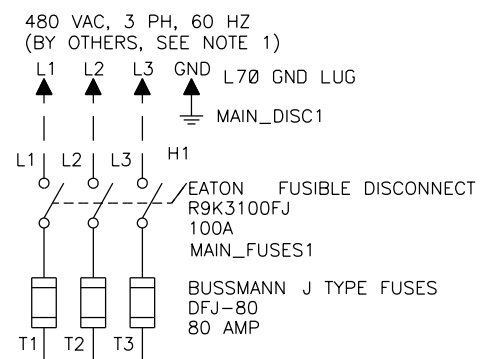 480 VAC, 3 PH, 60 HZ
(BY OTHERS, SEE NOTE 1)
L1 L2 L3 GND L70 GND LUG
MAIN_DISC1
L1 L2 L3 H1
EATON FUSIBLE DISCONNECT
R9K3100FJ
100A
MAIN_FUSES1
BUSSMANN J TYPE FUSES
DFJ-80
80 AMP
T1 T2 T3